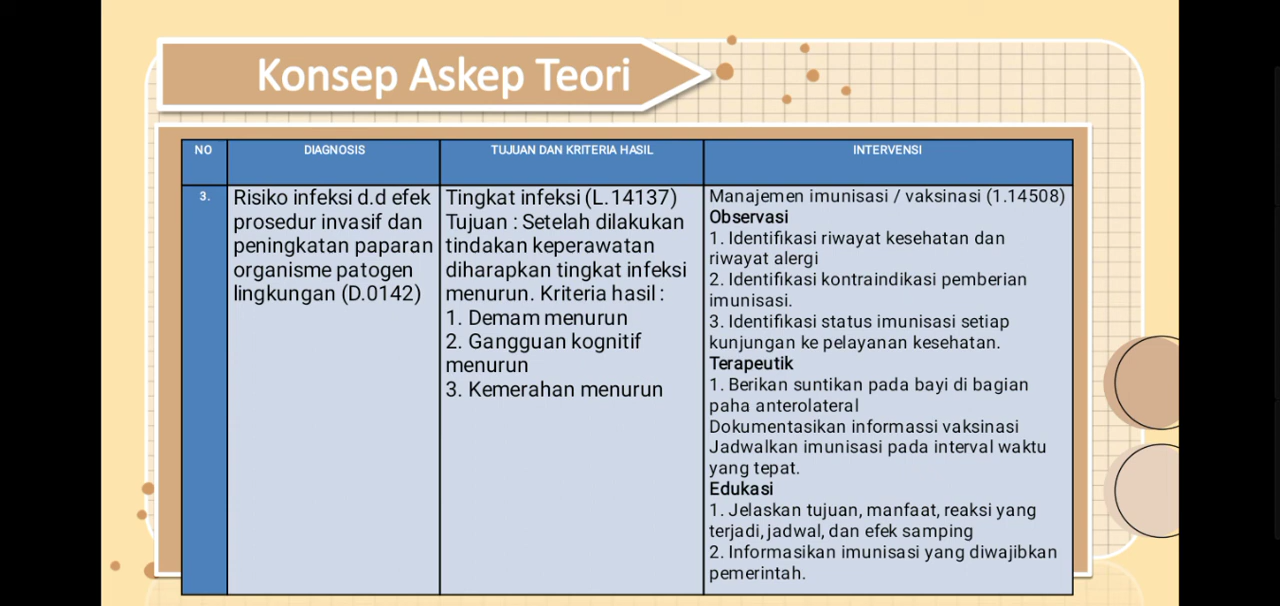 Konsep Askep Teori
NO
DIAGNOSIS
TUJUAN DAN KRITERIA HASIL
INTERVENSI
3.
Risiko infeksi d.d efek
prosedur invasif dan
peningkatan paparan
organisme patogen
lingkungan (D.0142)
Tingkat infeksi (L.14137)
Tujuan : Setelah dilakukan
tindakan keperawatan
diharapkan tingkat infeksi
menurun. Kriteria hasil :
1. Demam menurun
2. Gangguan kognitif
menurun
3. Kemerahan menurun
Manajemen imunisasi / vaksinasi (1.14508)
Observasi
1. Identifikasi riwayat kesehatan dan
riwayat alergi
2. Identifikasi kontraindikasi pemberian
imunisasi.
3. Identifikasi status imunisasi setiap
kunjungan ke pelayanan kesehatan.
Terapeutik
1. Berikan suntikan pada bayi di bagian
paha anterolateral
Dokumentasikan informassi vaksinasi
Jadwalkan imunisasi pada interval waktu
yang tepat.
Edukasi
1. Jelaskan tujuan, manfaat, reaksi yang
terjadi, jadwal, dan efek samping
2. Informasikan imunisasi yang diwajibkan
pemerintah.